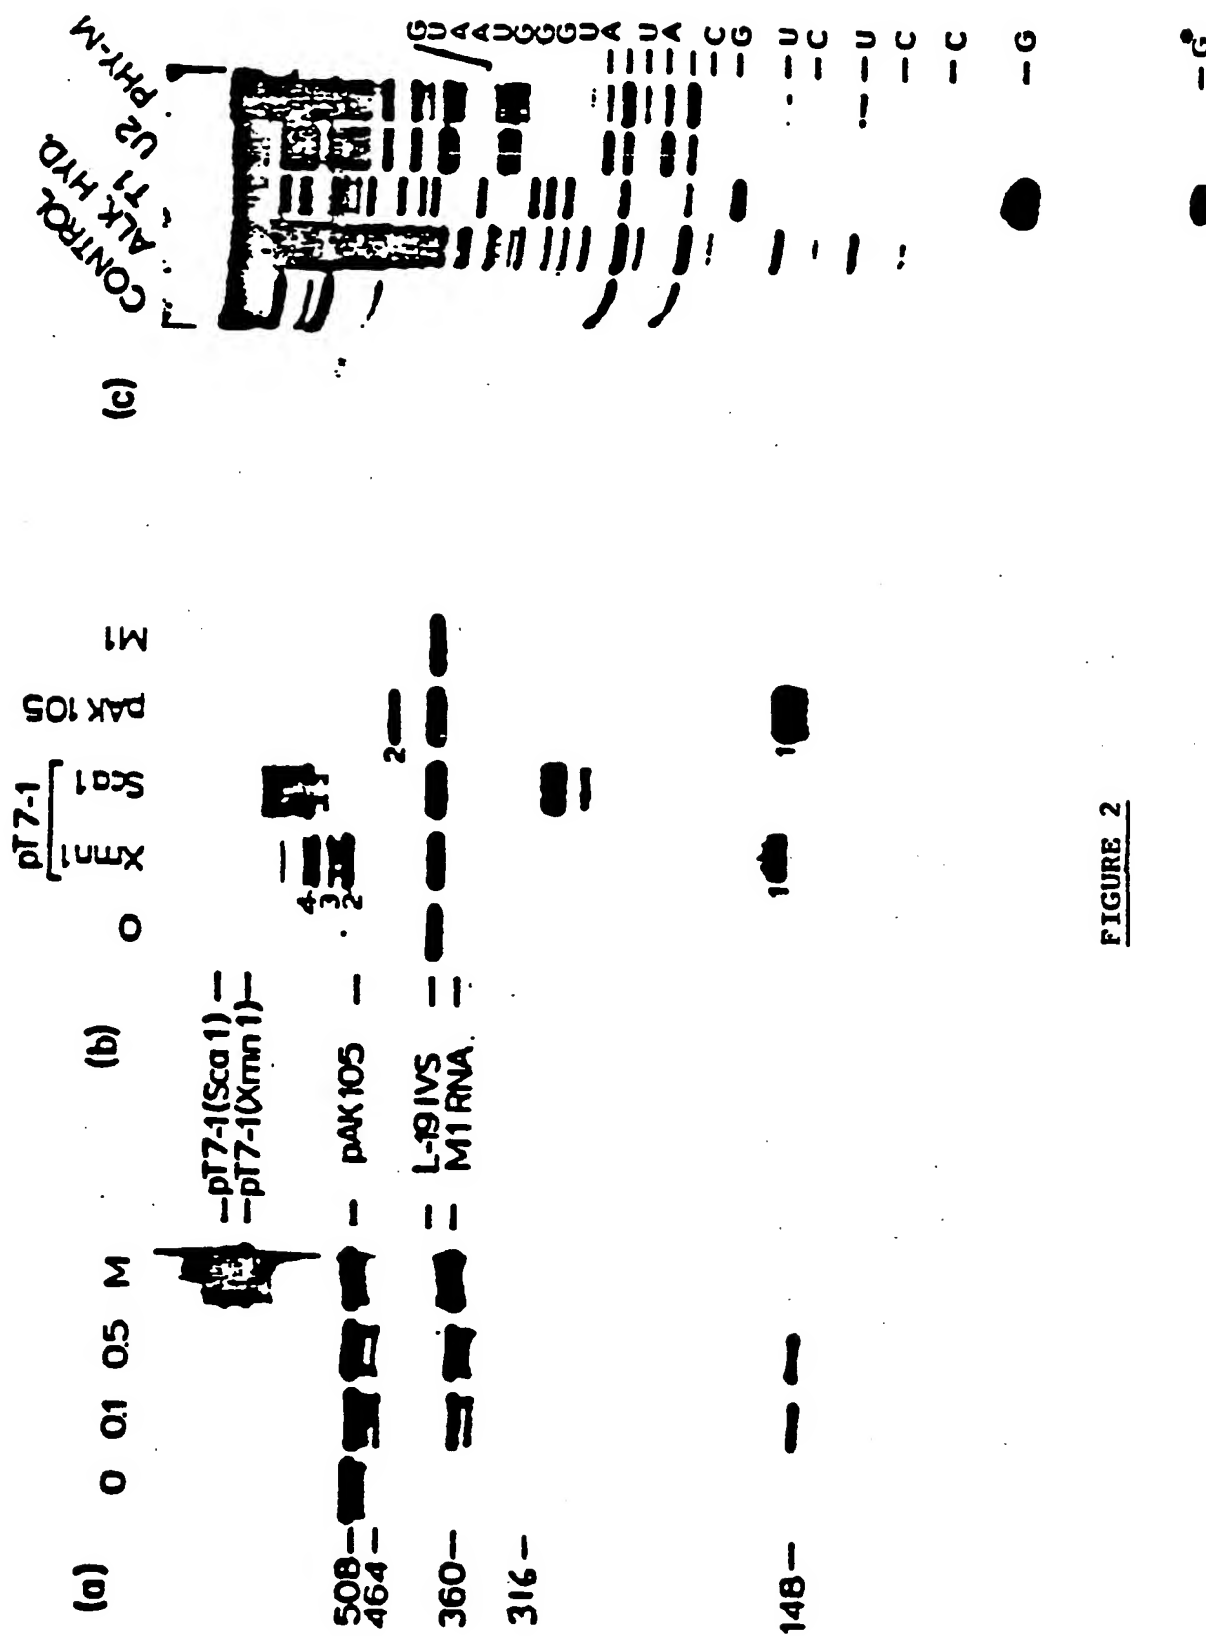 (a)
O 0.1 0.5 M
508—
464—
360—
316—
148—
—pT7-1(Sca1)—
—pT7-1(Xmn1)—
— pAK105 —
— L-19 IVS —
— M1 RNA. —
(b)
pT7-1
O Xmn1 Sca1 pAK105 M1
4
3
2
1
2
1
(c)
CONTROL
ALK. HYD.
T1
U2
PHY-M
G
U
A
A
U
G
G
G
U
—A
—U
—A
—C
—G
—U
—C
—U
—C
—C
—G
—G*
FIGURE 2